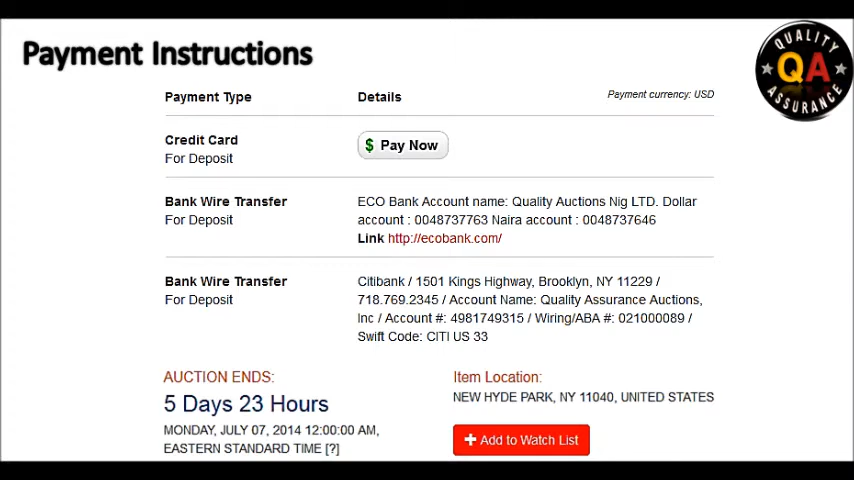 Payment Instructions
QUALITY
QA
ASSURANCE
Payment Type Details Payment currency: USD
Credit Card
For Deposit
$ Pay Now
Bank Wire Transfer
For Deposit
ECO Bank Account name: Quality Auctions Nig LTD. Dollar
account : 0048737763 Naira account : 0048737646
Link http://ecobank.com/
Bank Wire Transfer
For Deposit
Citibank / 1501 Kings Highway, Brooklyn, NY 11229 /
718.769.2345 / Account Name: Quality Assurance Auctions,
Inc / Account #: 4981749315 / Wiring/ABA #: 021000089 /
Swift Code: CITI US 33
AUCTION ENDS:
5 Days 23 Hours
MONDAY, JULY 07, 2014 12:00:00 AM,
EASTERN STANDARD TIME [?]
Item Location:
NEW HYDE PARK, NY 11040, UNITED STATES
+ Add to Watch List